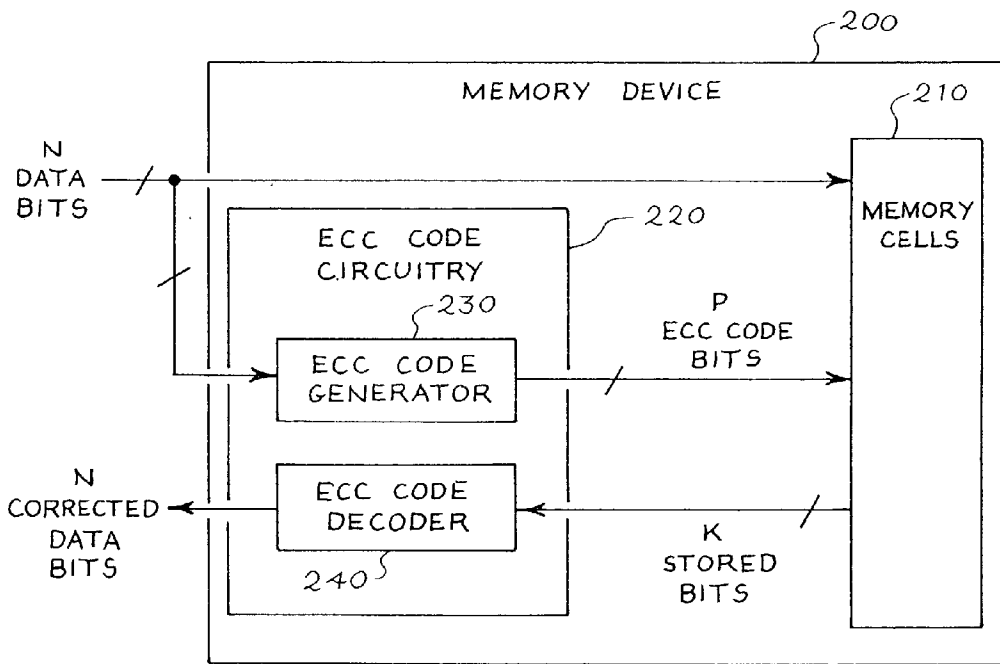 200
MEMORY DEVICE
210
N
DATA
BITS
MEMORY
CELLS
220
ECC CODE
CIRCUITRY
230
P
ECC CODE
BITS
ECC CODE
GENERATOR
N
CORRECTED
DATA
BITS
ECC CODE
DECODER
240
K
STORED
BITS